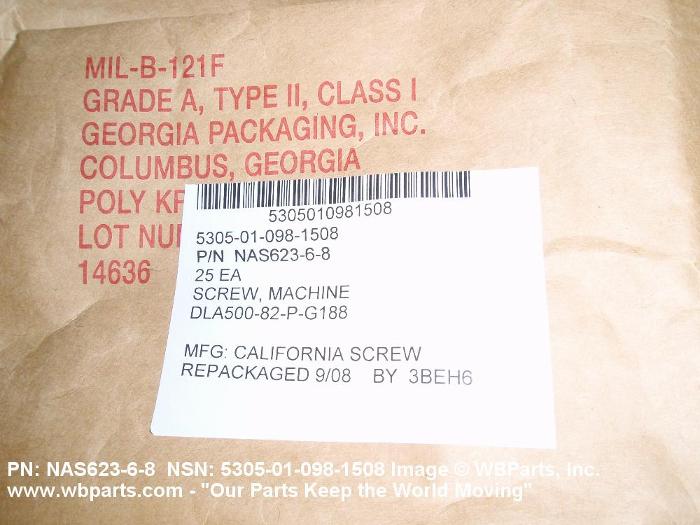 MIL-B-121F
GRADE A, TYPE II, CLASS I
GEORGIA PACKAGING, INC.
COLUMBUS, GEORGIA
POLY
LOT
14636
5305010981508
5305-01-098-1508
P/N NAS623-6-8
25 EA
SCREW, MACHINE
DLA500-82-P-G188
MFG: CALIFORNIA SCREW
REPACKAGED 9/08 BY 3BEH6
PN: NAS623-6-8 NSN: 5305-01-098-1508 Image © WBParts, Inc.
www.wbparts.com - "Our Parts Keep the World Moving"